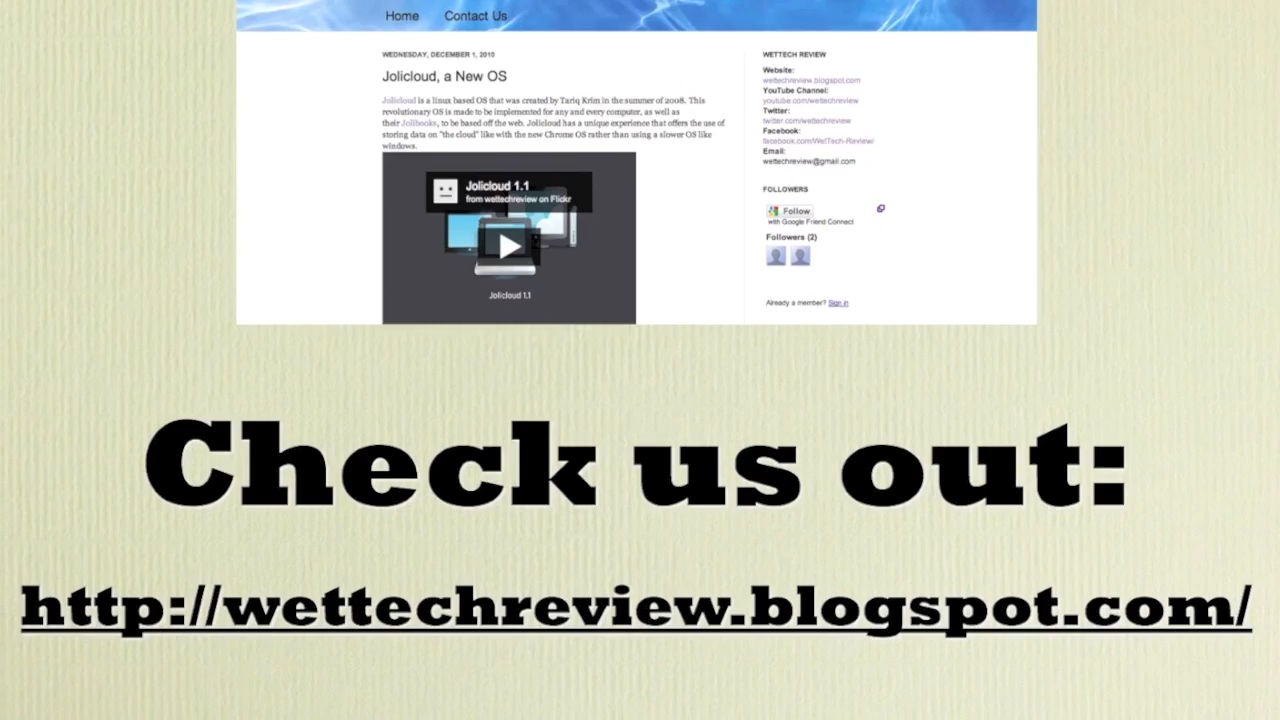 Home Contact Us
WEDNESDAY, DECEMBER 1, 2010
Jolicloud, a New OS
Jolicloud is a linux based OS that was created by Tariq Krim in the summer of 2008. This
revolutionary OS is made to be implemented for any and every computer, as well as
their Jolibooks, to be based off the web. Jolicloud has a unique experience that offers the use of
storing data on "the cloud" like with the new Chrome OS rather than using a slower OS like
windows.
Jolicloud 1.1
from wettechreview on Flickr
Jolicloud 1.1
WETTECH REVIEW
Website:
wettechreview.blogspot.com
YouTube Channel:
youtube.com/wettechreview
Twitter:
twitter.com/wettechreview
Facebook:
facebook.com/WetTech-Review/
Email:
wettechreview@gmail.com
FOLLOWERS
Follow
with Google Friend Connect
Followers (2)
Already a member? Sign in
Check us out:
http://wettechreview.blogspot.com/